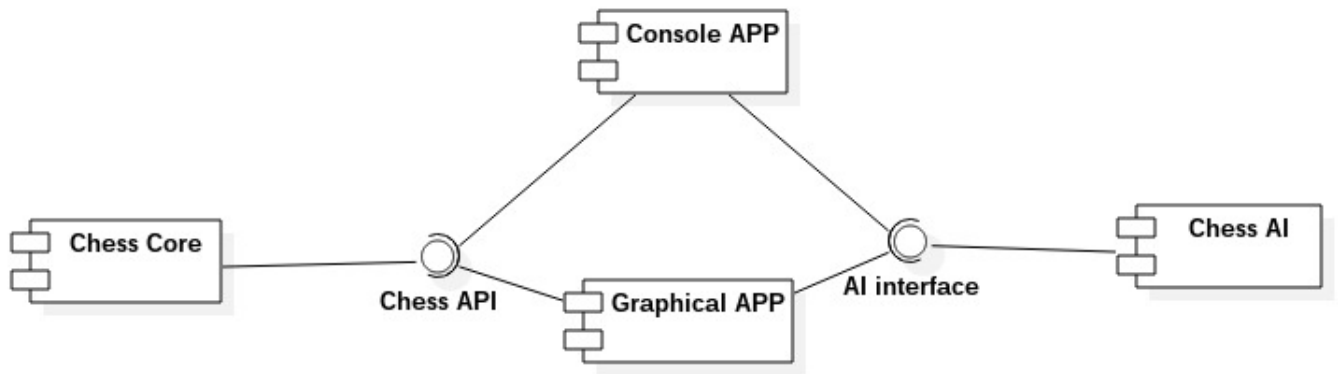 Console APP
Chess Core
Chess AI
Chess API
Graphical APP
AI interface